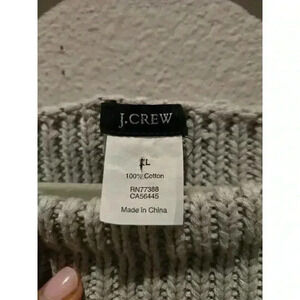 J.CREW
L
100% Cotton
RN77388
CA56445
Made in China